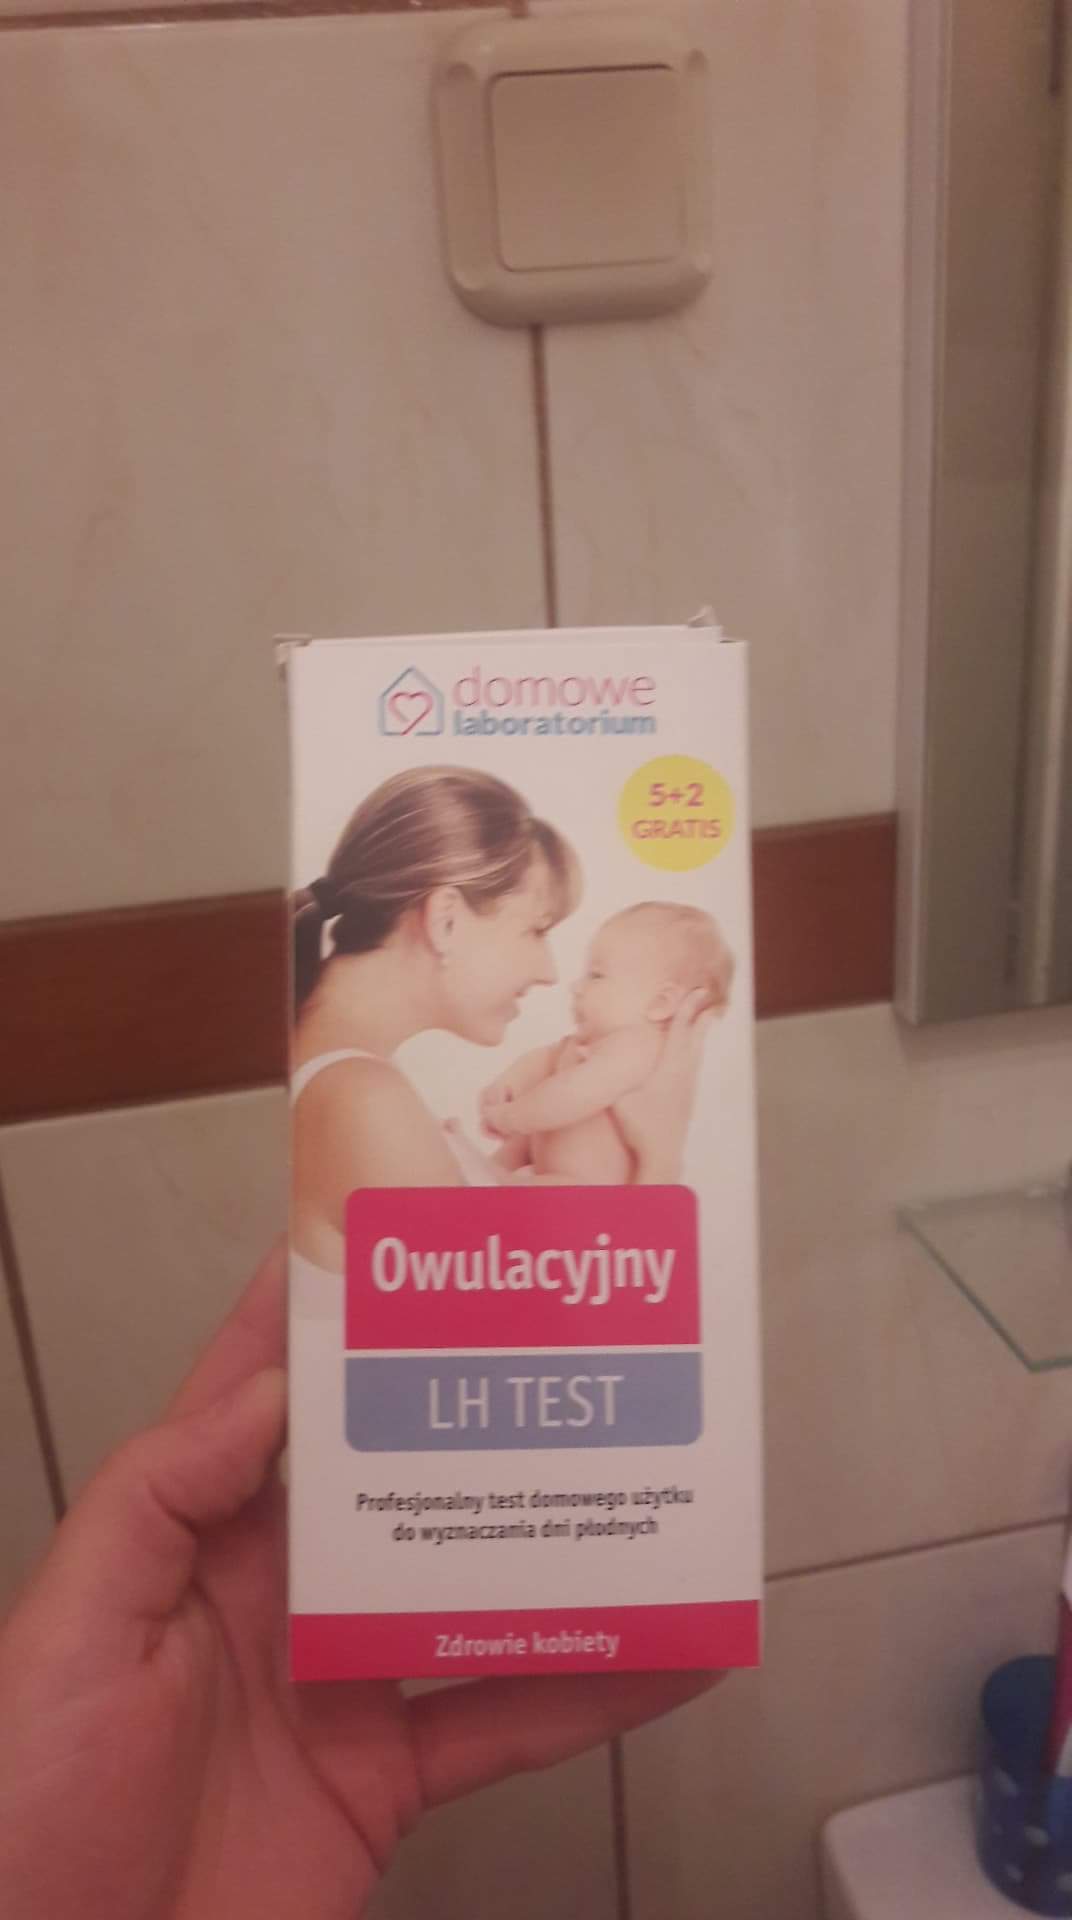 domowe
laboratorium
5+2
GRATIS
Owulacyjny
LH TEST
Profesjonalny test domowego użytku
do wyznaczania dni płodnych
Zdrowie kobiety